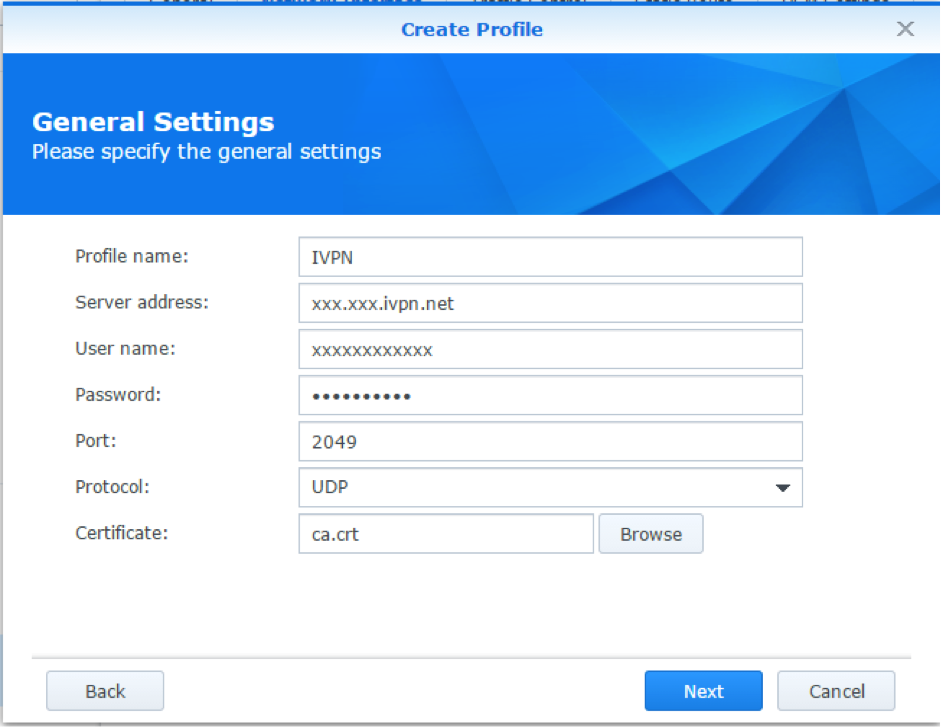 Create Profile
General Settings
Please specify the general settings
Profile name: IVPN
Server address: xxx.xxx.ivpn.net
User name: xxxxxxxxxxxx
Password: ••••••••••
Port: 2049
Protocol: UDP
Certificate: ca.crt Browse
Back Next Cancel